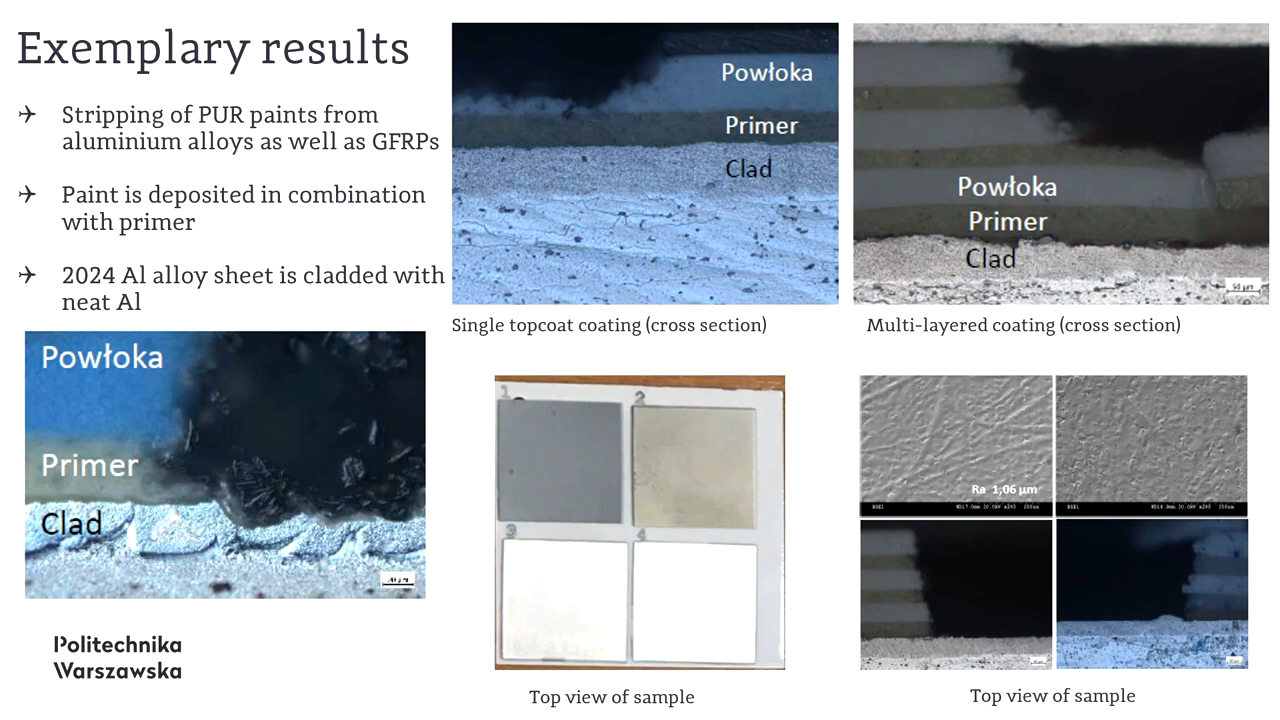 Exemplary results
Stripping of PUR paints from
aluminium alloys as well as GFRPs
Paint is deposited in combination
with primer
2024 Al alloy sheet is cladded with
neat Al
Powłoka
Primer
Clad
Single topcoat coating (cross section)
Powłoka
Primer
Clad
50 µm
Multi-layered coating (cross section)
Powłoka
Primer
Clad
1
2
3
4
Top view of sample
Ra 1,06 µm
Top view of sample
Politechnika
Warszawska